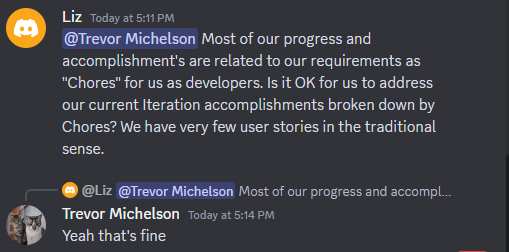 Liz Today at 5:11 PM
@Trevor Michelson Most of our progress and
accomplishment's are related to our requirements as
"Chores" for us as developers. Is it OK for us to address
our current Iteration accomplishments broken down by
Chores? We have very few user stories in the traditional
sense.
@Liz @Trevor Michelson Most of our progress and accompl...
Trevor Michelson Today at 5:14 PM
Yeah that's fine